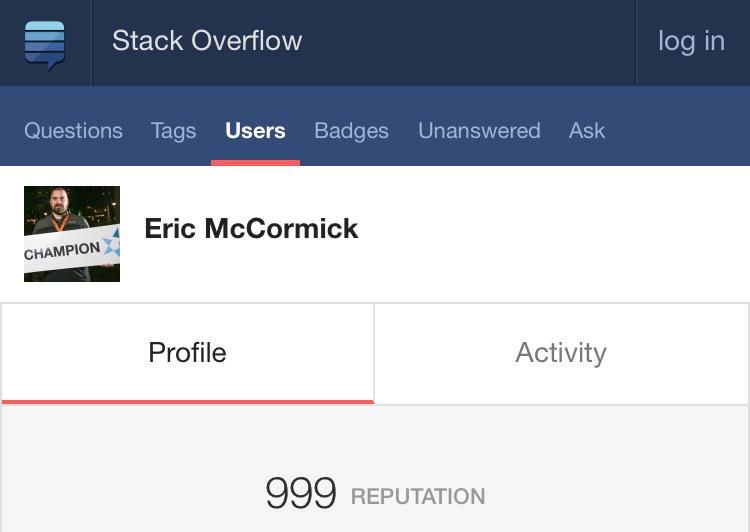 Stack Overflow
log in
Questions Tags Users Badges Unanswered Ask
CHAMPION
Eric McCormick
Profile
Activity
999 REPUTATION